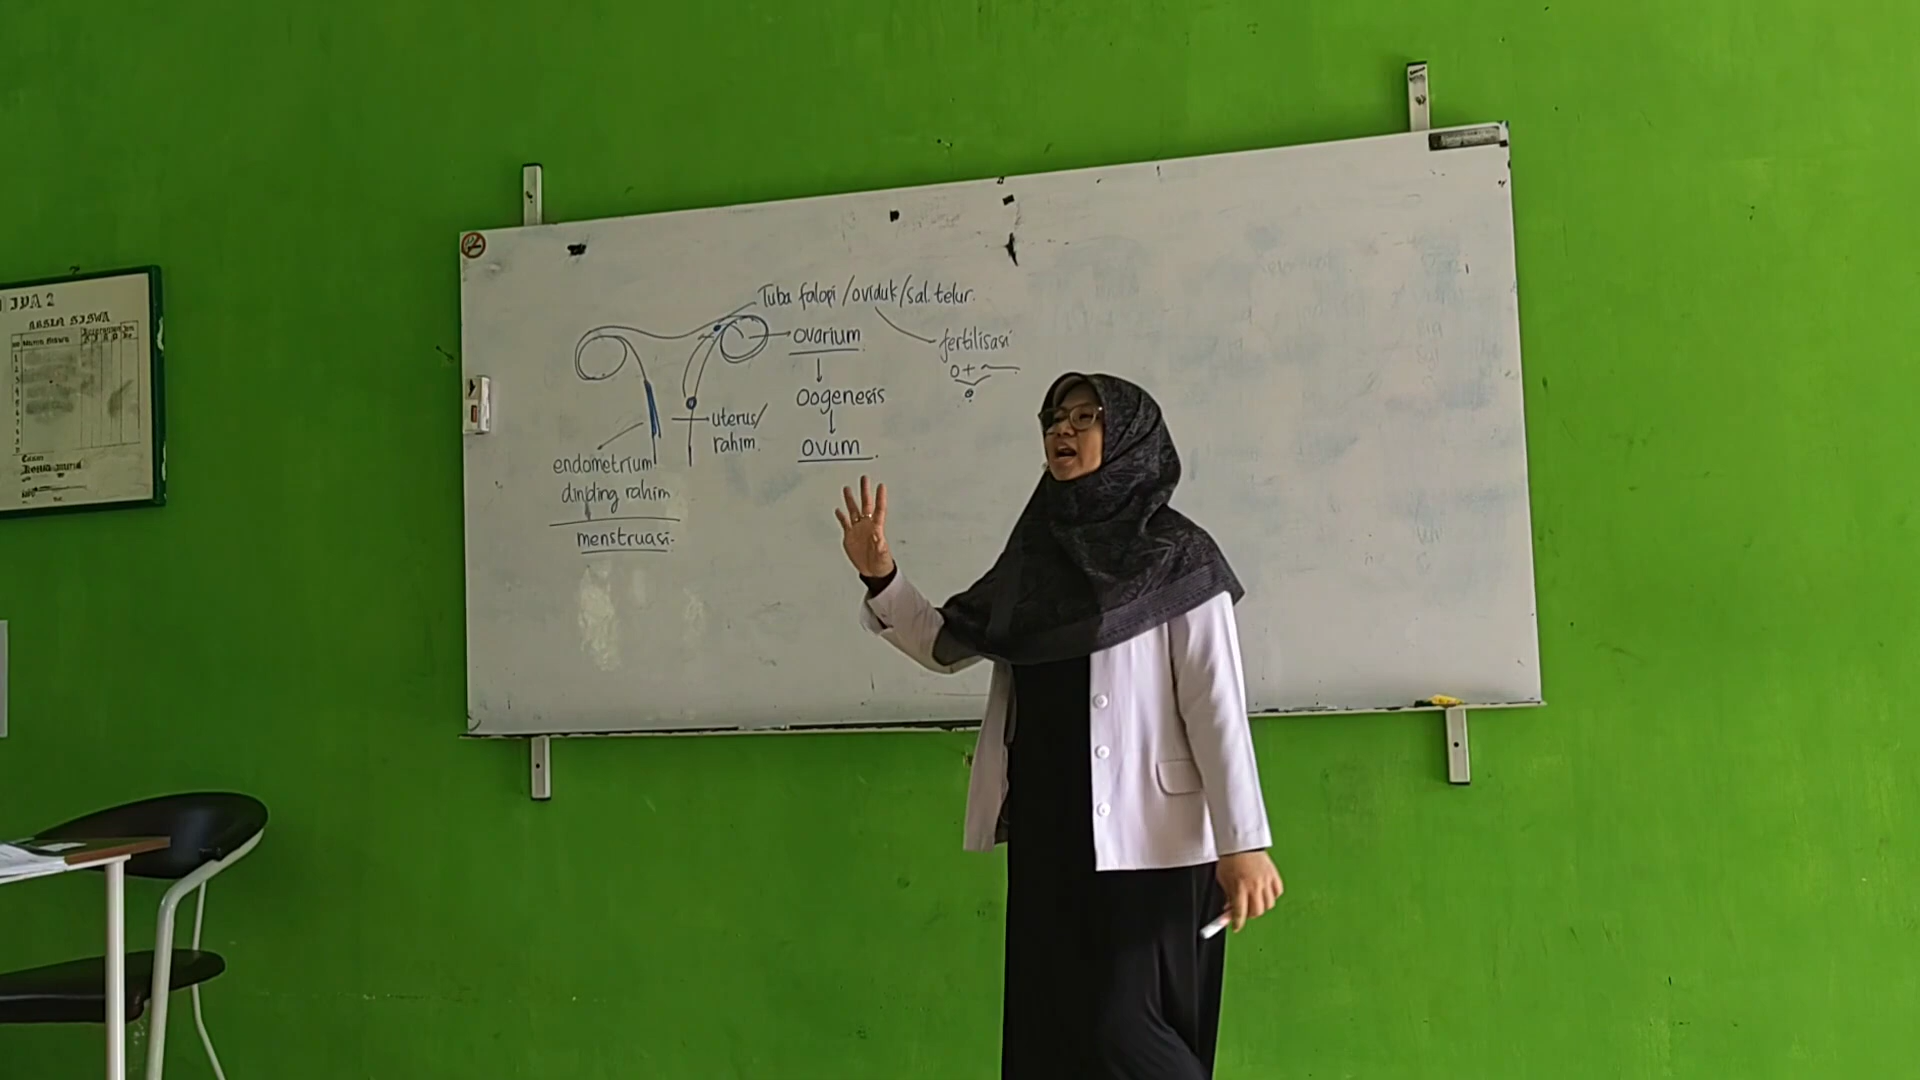 IPA 2
ABSEN SISWA
Tuba falopi /oviduk/sal. telur.
ovarium
fertilisasi
0 +
oogenesis
uterus/
rahim.
ovum.
endometrium
dinding rahim
menstruasi.